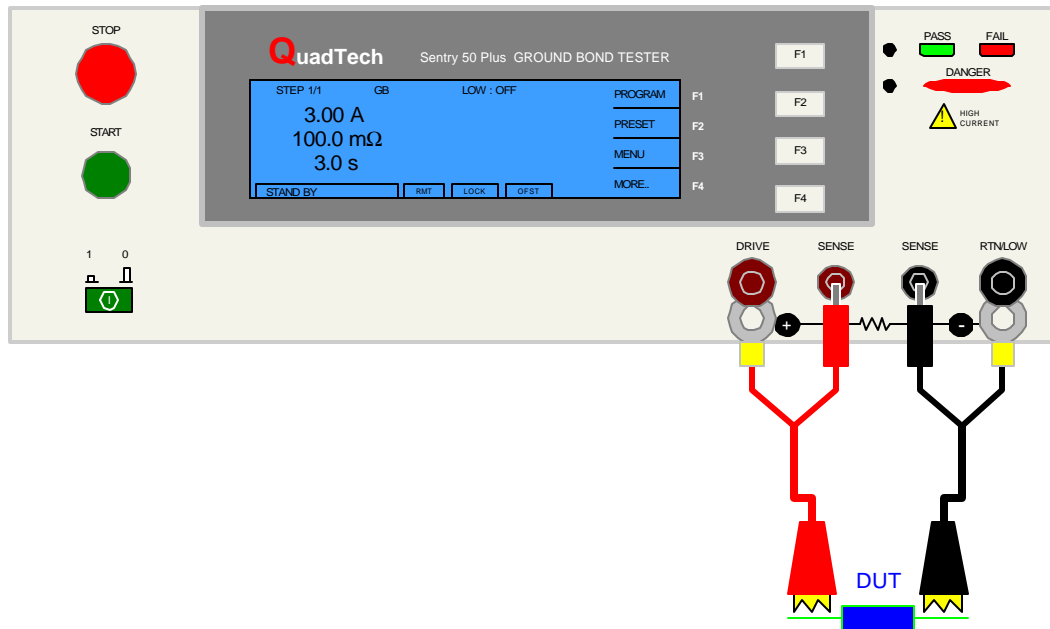 STOP
START
1 0
QuadTech Sentry 50 Plus GROUND BOND TESTER
STEP 1/1 GB LOW : OFF
3.00 A
100.0 mΩ
3.0 s
STAND BY RMT LOCK OFST
PROGRAM F1
PRESET F2
MENU F3
MORE.. F4
F1
F2
F3
F4
PASS FAIL
DANGER
! HIGH
CURRENT
DRIVE SENSE SENSE RTN/LOW
+ -
DUT